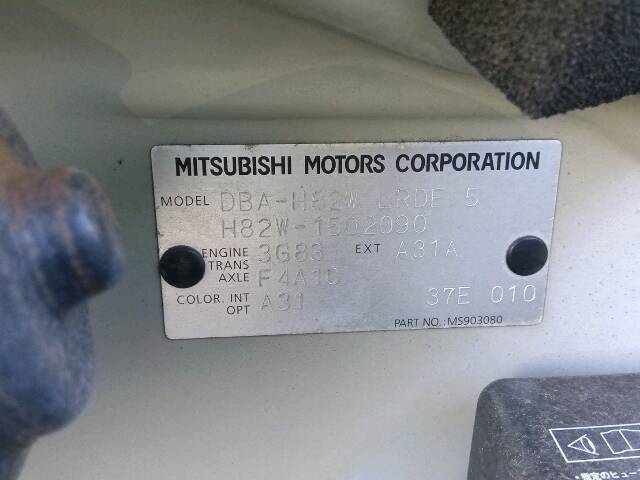 MITSUBISHI MOTORS CORPORATION
MODEL DBA-H82W LRDE 5
H82W-1502090
ENGINE 3G83 EXT A31A
TRANS
AXLE F4A1C
COLOR. INT
OPT A31 37E 010
PART NO.:MS903080